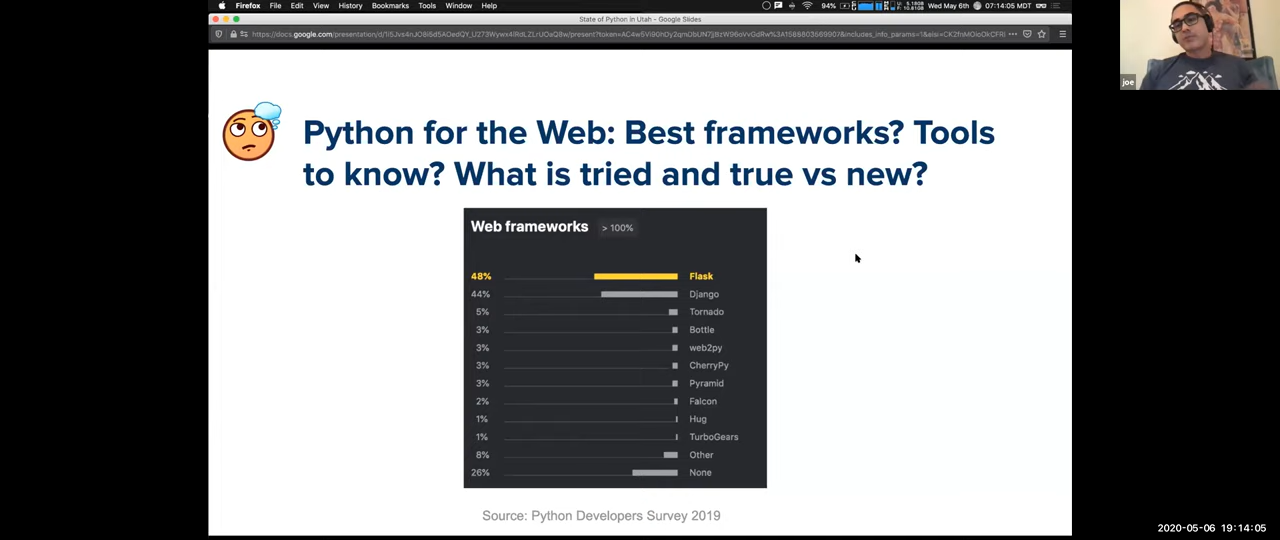 Firefox File Edit View History Bookmarks Tools Window Help 94% Wed May 6th 07:14:05 MDT
State of Python in Utah - Google Slides
Python for the Web: Best frameworks? Tools
to know? What is tried and true vs new?
Web frameworks > 100%
48% Flask
44% Django
5% Tornado
3% Bottle
3% web2py
3% CherryPy
3% Pyramid
2% Falcon
1% Hug
1% TurboGears
8% Other
26% None
Source: Python Developers Survey 2019
joe
2020-05-06 19:14:05